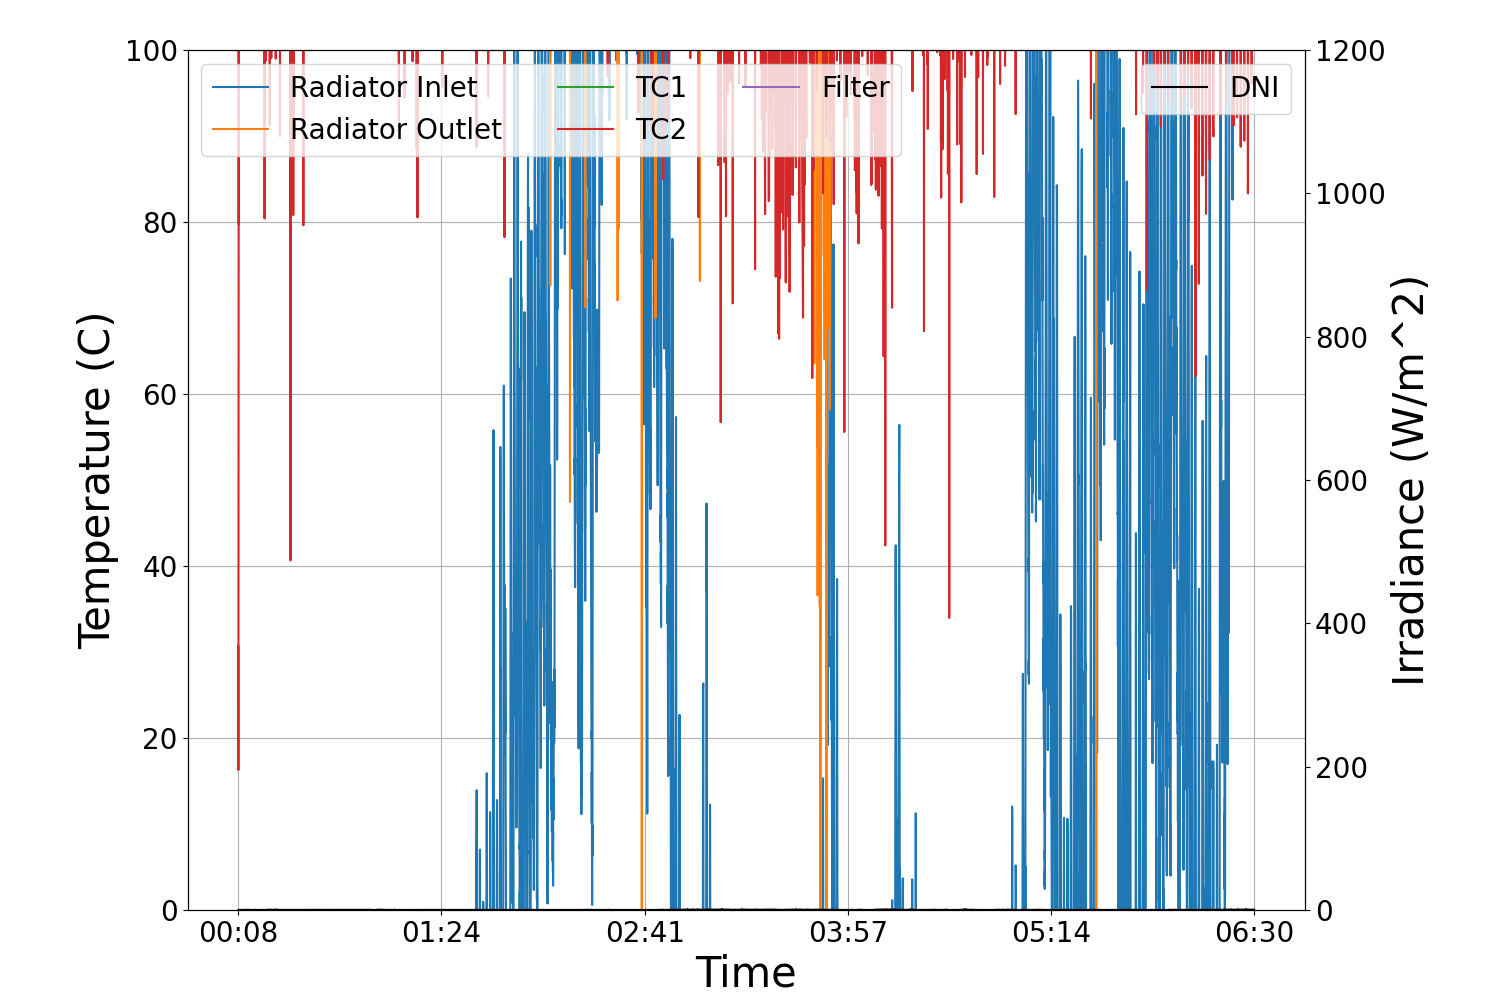 100
80
60
40
20
0
Temperature (C)
Radiator Inlet
Radiator Outlet
TC1
TC2
Filter
DNI
1200
1000
800
600
400
200
0
Irradiance (W/m^2)
00:08
01:24
02:41
03:57
05:14
06:30
Time